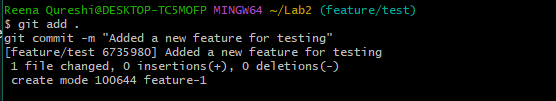 Reena Qureshi@DESKTOP-TC5MOFP MINGW64 ~/Lab2 (feature/test)
$ git add .
git commit -m "Added a new feature for testing"
[feature/test 6735980] Added a new feature for testing
 1 file changed, 0 insertions(+), 0 deletions(-)
 create mode 100644 feature-1